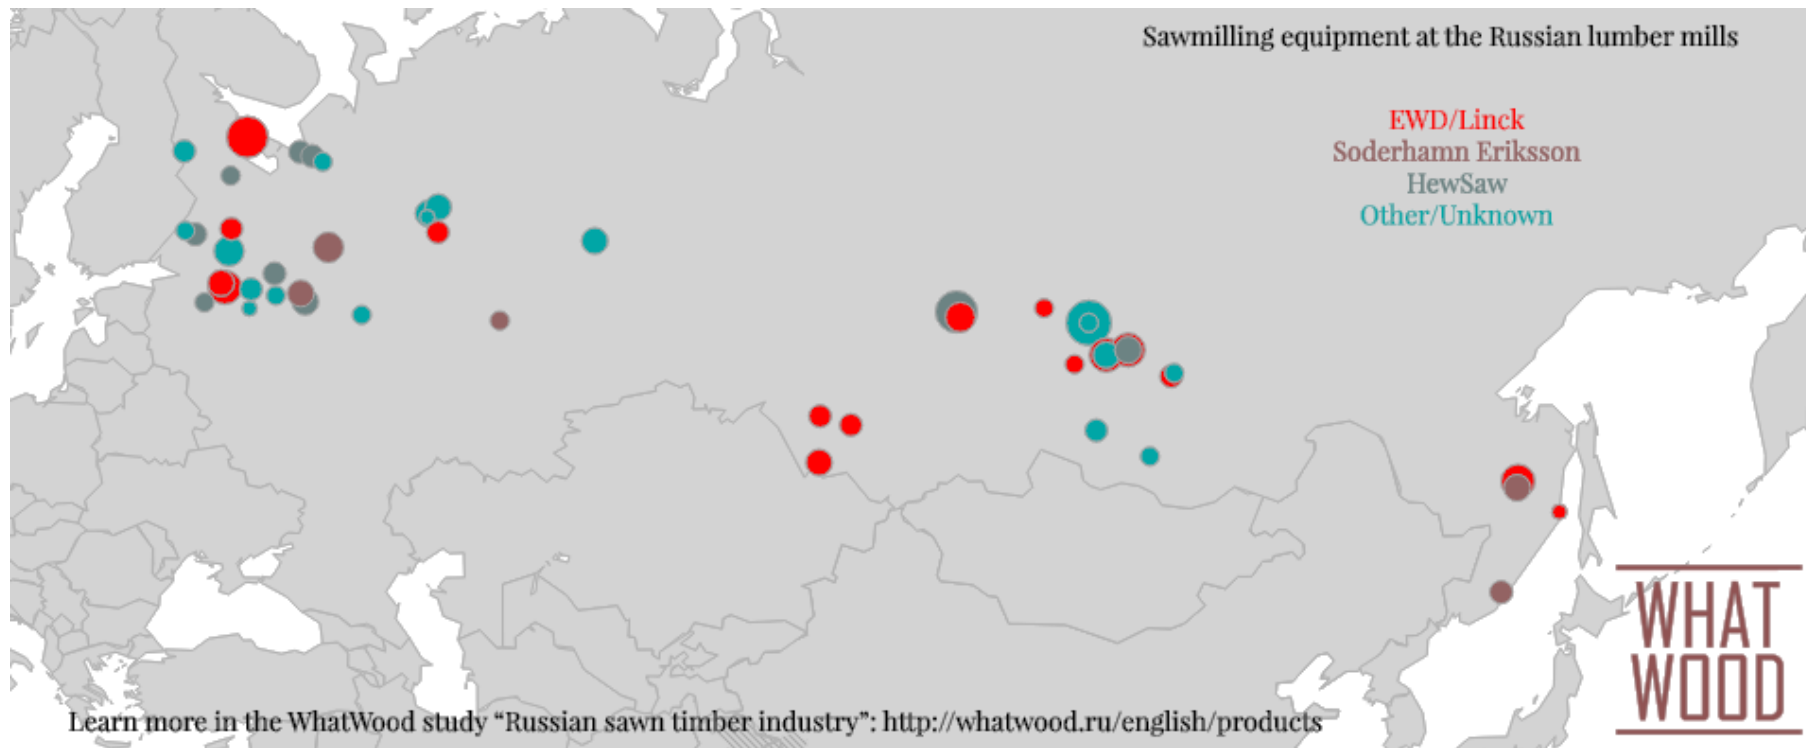 Sawmilling equipment at the Russian lumber mills
EWD/Linck
Soderhamn Eriksson
HewSaw
Other/Unknown
WHAT
WOOD
Learn more in the WhatWood study “Russian sawn timber industry”: http://whatwood.ru/english/products